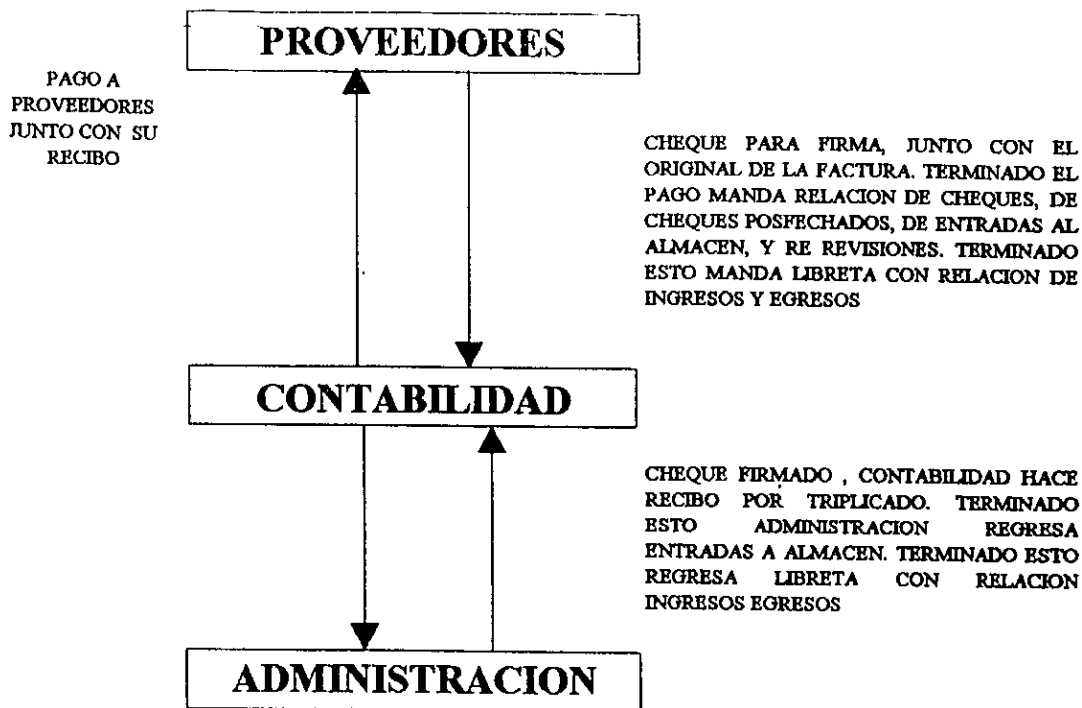 PROVEEDORES
PAGO A
PROVEEDORES
JUNTO CON SU
RECIBO
CHEQUE PARA FIRMA, JUNTO CON EL
ORIGINAL DE LA FACTURA. TERMINADO EL
PAGO MANDA RELACION DE CHEQUES, DE
CHEQUES POSFECHADOS, DE ENTRADAS AL
ALMACEN, Y RE REVISIONES. TERMINADO
ESTO MANDA LIBRETA CON RELACION DE
INGRESOS Y EGRESOS
CONTABILIDAD
CHEQUE FIRMADO , CONTABILIDAD HACE
RECIBO POR TRIPLICADO. TERMINADO
ESTO ADMINISTRACION REGRESA
ENTRADAS A ALMACEN. TERMINADO ESTO
REGRESA LIBRETA CON RELACION
INGRESOS EGRESOS
ADMINISTRACION